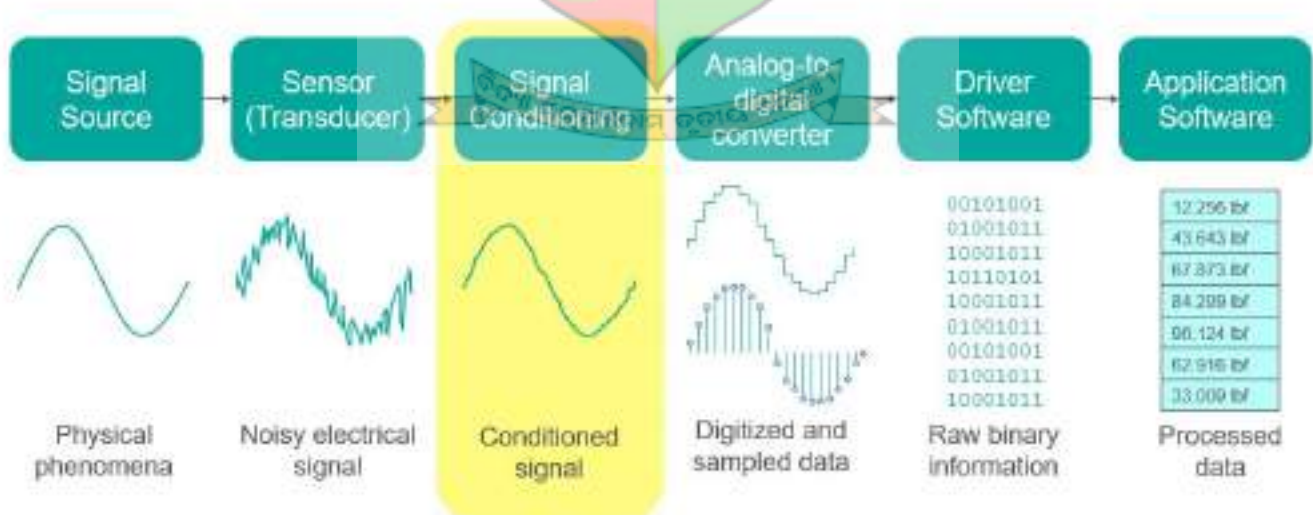 Signal
Source
Sensor
(Transducer)
Signal
Conditioning
Analog-to-
digital
converter
Driver
Software
Application
Software
00101001
01001011
10001011
10110101
10001011
01001011
00101001
01001011
10001011
12.256 lbf
43.643 lbf
67.873 lbf
84.299 lbf
96.124 lbf
62.916 lbf
33.009 lbf
Physical
phenomena
Noisy electrical
signal
Conditioned
signal
Digitized and
sampled data
Raw binary
information
Processed
data